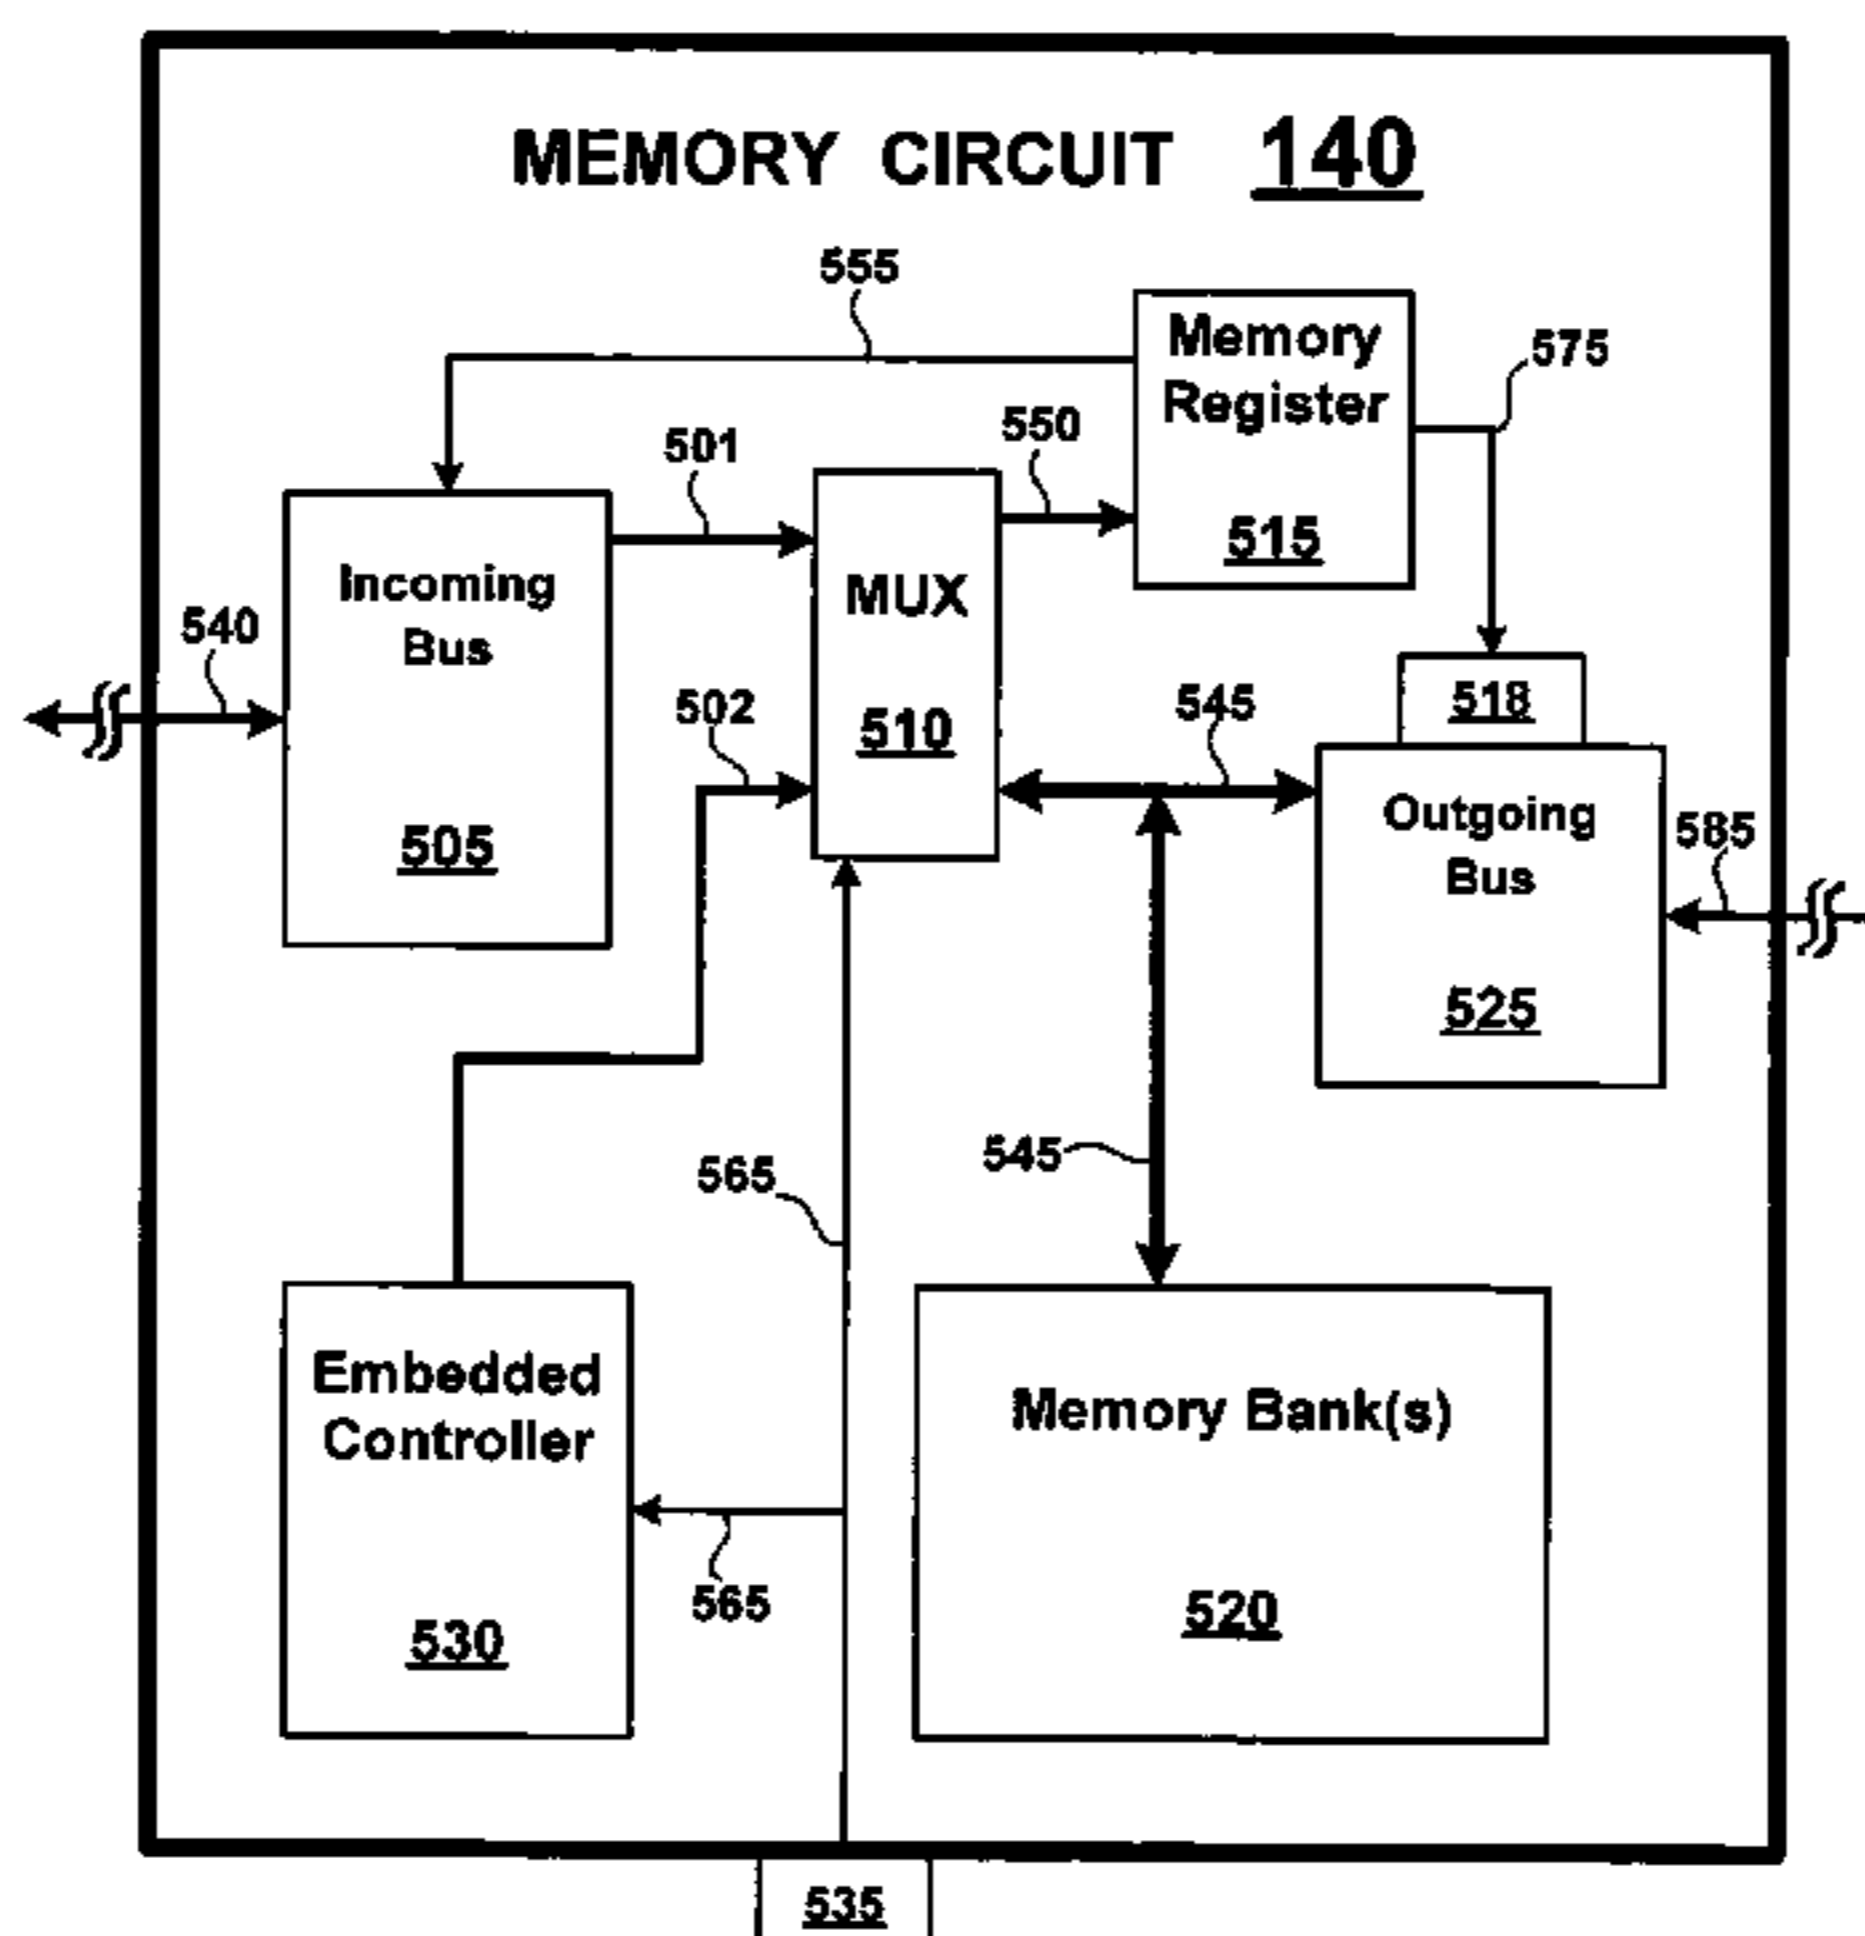 MEMORY CIRCUIT 140
555
Memory
Register
515
575
550
501
Incoming
Bus
505
MUX
510
540
502
545
518
Outgoing
Bus
525
585
565
545
Embedded
Controller
530
Memory Bank(s)
520
565
535